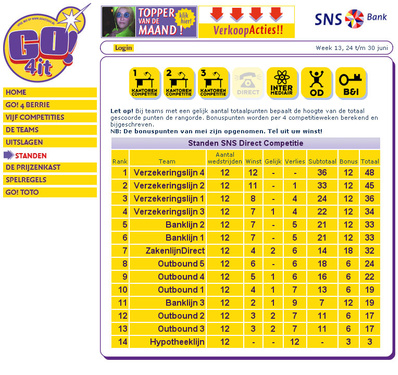 GO!
4it
TOPPER
VAN DE
MAAND !
klik
hier!
VerkoopActies!!
SNS Bank
Login
Week 13, 24 t/m 30 juni
HOME
GO! 4 BERRIE
VIJF COMPETITIES
DE TEAMS
UITSLAGEN
STANDEN
DE PRIJZENKAST
SPELREGELS
GO! TOTO
1 KANTOREN COMPETITIE
2 KANTOREN COMPETITIE
3 KANTOREN COMPETITIE
DIRECT
INTER MEDIAIR
OD
B&I
Let op! Bij teams met een gelijk aantal totaalpunten bepaalt de hoogte van de totaal
gescoorde punten de rangorde. Bonuspunten worden per 4 competitieweken berekend en
bijgeschreven.
NB: De bonuspunten van mei zijn opgenomen. Tel uit uw winst!
Standen SNS Direct Competitie
Rank Team Aantal wedstrijden Winst Gelijk Verlies Subtotaal Bonus Totaal
1 Verzekeringslijn 4 12 12 - - 36 12 48
2 Verzekeringslijn 2 12 11 - 1 33 12 45
3 Verzekeringslijn 1 12 8 - 4 24 12 36
4 Verzekeringslijn 3 12 7 1 4 22 12 34
5 Banklijn 2 12 7 - 5 21 12 33
6 Banklijn 1 12 7 - 5 21 12 33
7 ZakenlijnDirect 12 4 2 6 14 18 32
8 Outbound 5 12 6 - 6 18 6 24
9 Outbound 4 12 5 1 6 16 6 22
10 Outbound 1 12 4 1 7 13 6 19
11 Banklijn 3 12 2 1 9 7 12 19
12 Outbound 2 12 3 2 7 11 6 17
13 Outbound 3 12 3 2 7 11 6 17
14 Hypotheeklijn 12 - - 12 - 3 3